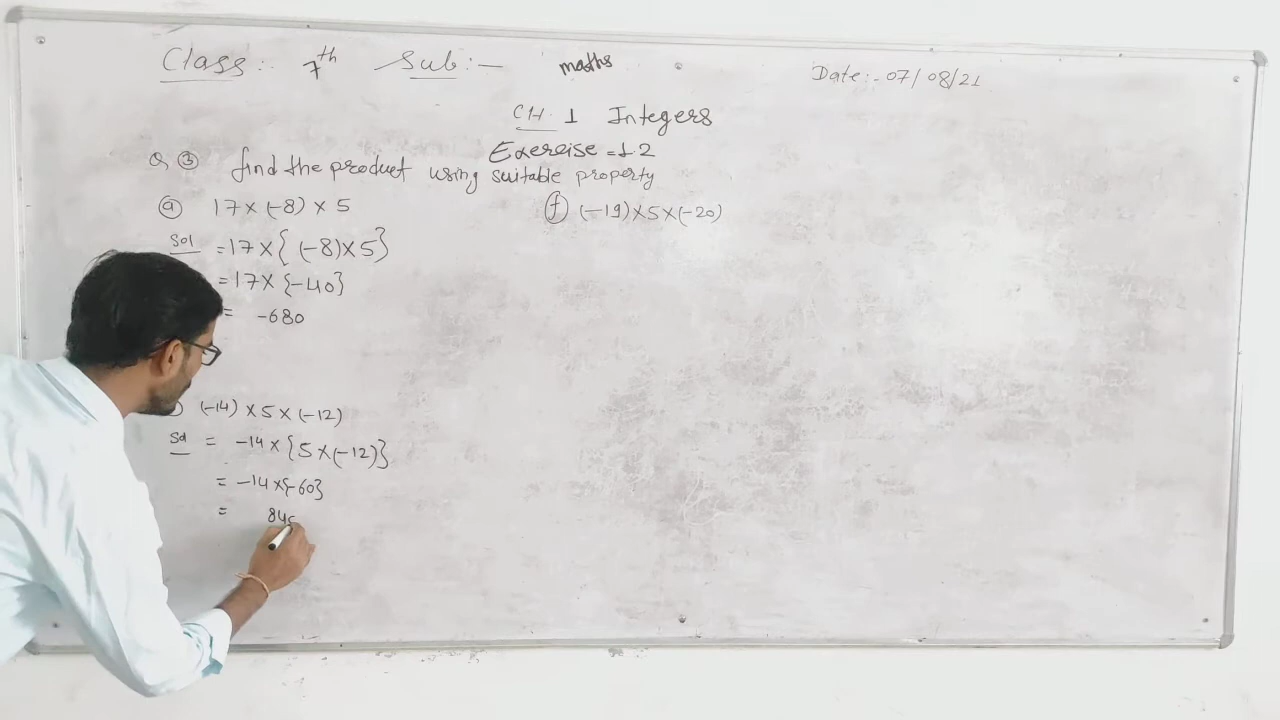 Class:- 7th Sub:- maths Date:- 07/08/21
CH. 1 Integers
Exercise = 1.2
Q. ③ find the product using suitable property
ⓐ 17 × (-8) × 5
Sol = 17 × { (-8) × 5}
= 17 × {-40}
= -680
(-14) × 5 × (-12)
Sol = -14 × {5 × (-12)}
= -14 × {-60}
= 84
ⓕ (-19) × 5 × (-20)